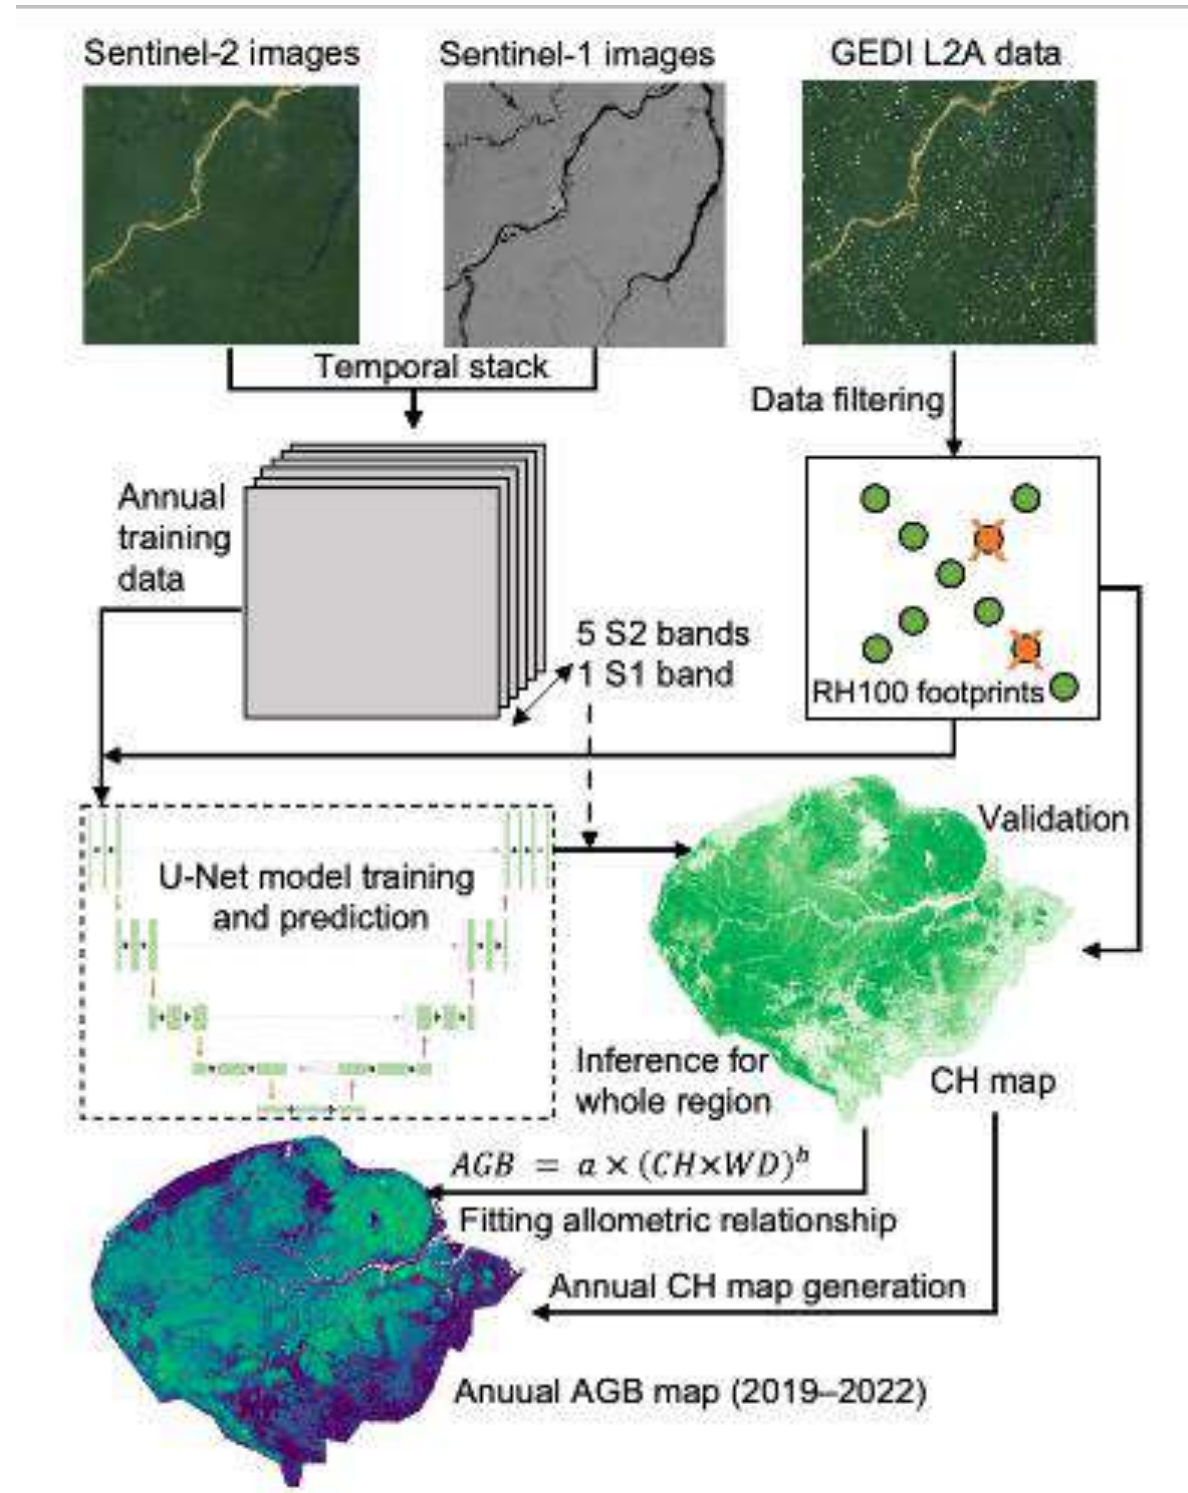 Sentinel-2 images
Sentinel-1 images
GEDI L2A data
Temporal stack
Data filtering
Annual
training
data
5 S2 bands
1 S1 band
RH100 footprints
U-Net model training
and prediction
Validation
Inference for
whole region
CH map
AGB = a × (CH×WD)^b
Fitting allometric relationship
Annual CH map generation
Anuual AGB map (2019–2022)